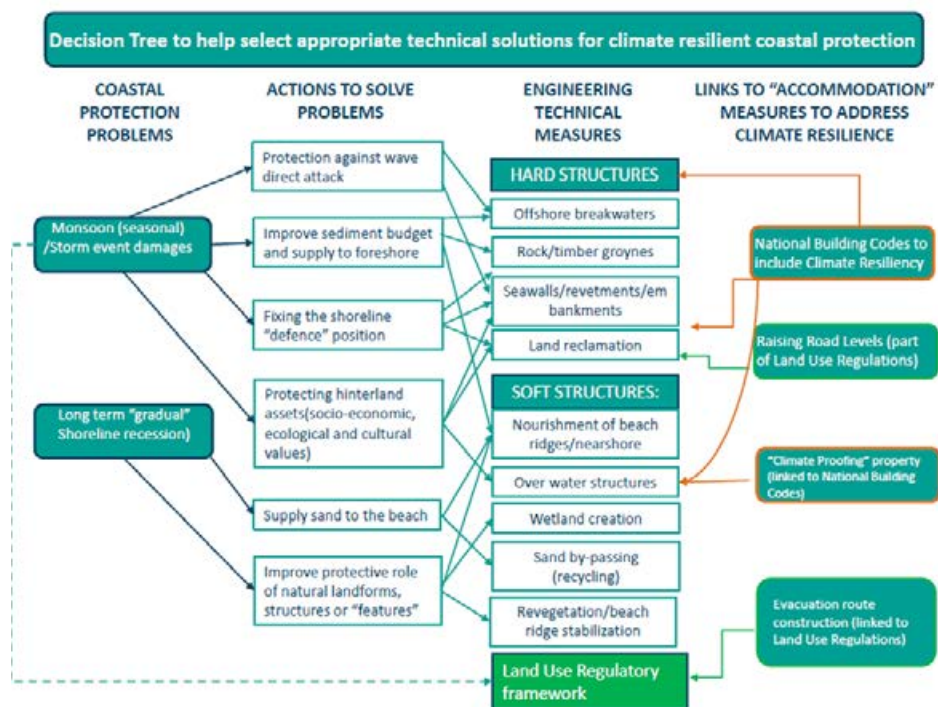 Decision Tree to help select appropriate technical solutions for climate resilient coastal protection
COASTAL
PROTECTION
PROBLEMS
ACTIONS TO SOLVE
PROBLEMS
ENGINEERING
TECHNICAL
MEASURES
LINKS TO “ACCOMMODATION”
MEASURES TO ADDRESS
CLIMATE RESILIENCE
Monsoon (seasonal)
/Storm event damages
Long term “gradual”
Shoreline recession)
Protection against wave
direct attack
Improve sediment budget
and supply to foreshore
Fixing the shoreline
“defence” position
Protecting hinterland
assets(socio-economic,
ecological and cultural
values)
Supply sand to the beach
Improve protective role
of natural landforms,
structures or “features”
HARD STRUCTURES
Offshore breakwaters
Rock/timber groynes
Seawalls/revetments/em
bankments
Land reclamation
SOFT STRUCTURES:
Nourishment of beach
ridges/nearshore
Over water structures
Wetland creation
Sand by-passing
(recycling)
Revegetation/beach
ridge stabilization
Land Use Regulatory
framework
National Building Codes to
include Climate Resiliency
Raising Road Levels (part
of Land Use Regulations)
“Climate Proofing” property
(linked to National Building
Codes)
Evacuation route
construction (linked to
Land Use Regulations)